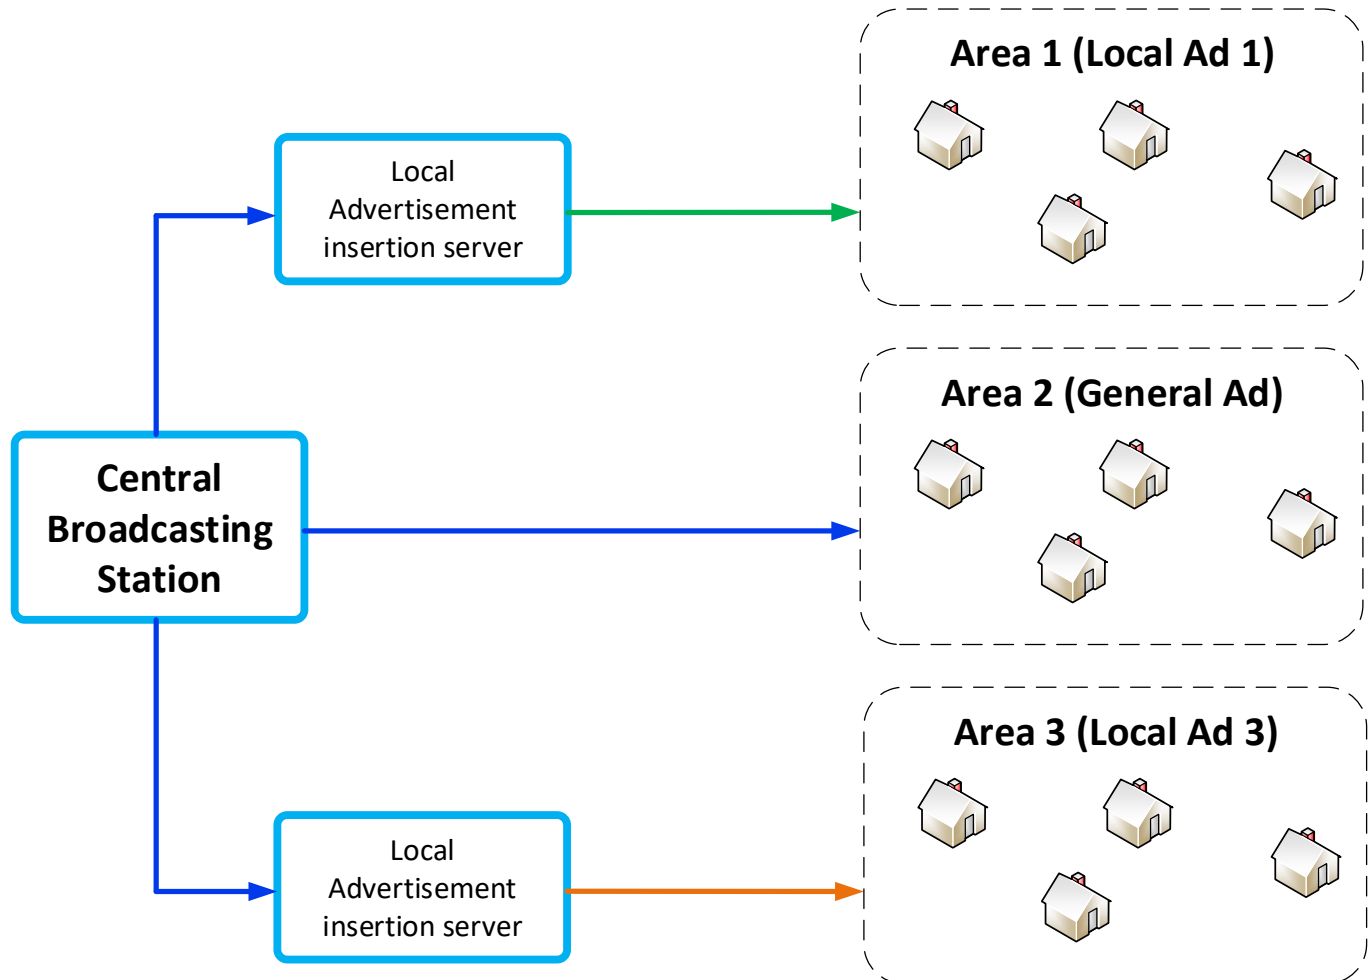 Area 1 (Local Ad 1)
Local
Advertisement
insertion server
Area 2 (General Ad)
Central
Broadcasting
Station
Area 3 (Local Ad 3)
Local
Advertisement
insertion server